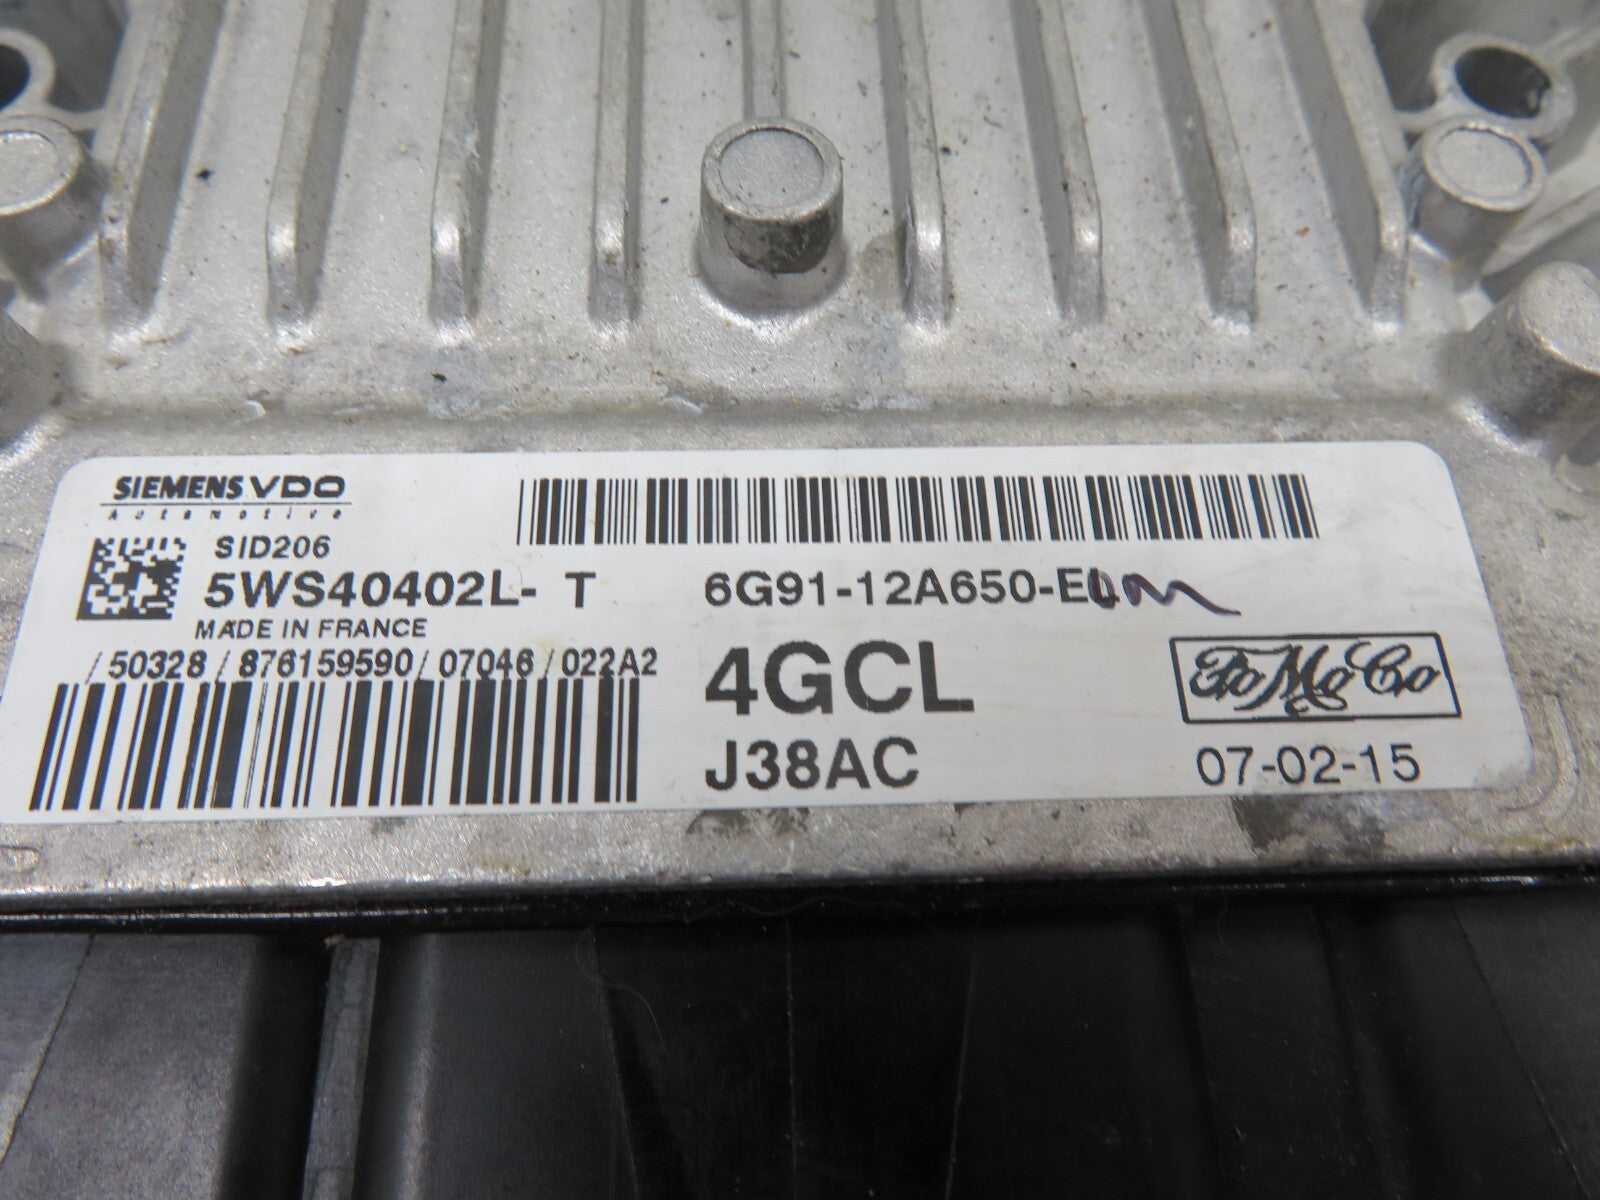 SIEMENS VDO
Automotive
SID206
5WS40402L- T
MADE IN FRANCE
/ 50328 / 876159590 / 07046 / 022A2
6G91-12A650-E
4GCL
J38AC
FoMoCo
07-02-15